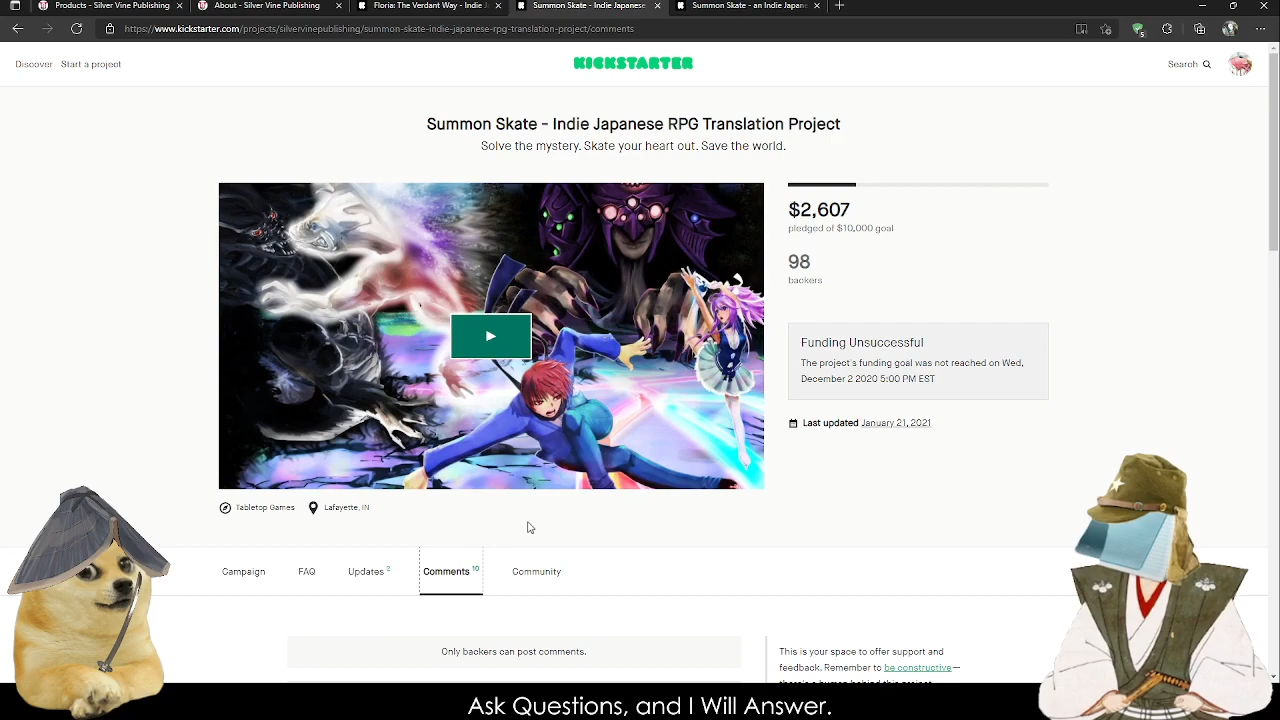 Products - Silver Vine Publishing
About - Silver Vine Publishing
Floria: The Verdant Way - Indie J
Summon Skate - Indie Japanese
Summon Skate - an Indie Japane
https://www.kickstarter.com/projects/silvervinepublishing/summon-skate-indie-japanese-rpg-translation-project/comments
Discover Start a project
KICKSTARTER
Search
Summon Skate - Indie Japanese RPG Translation Project
Solve the mystery. Skate your heart out. Save the world.
$2,607
pledged of $10,000 goal
98
backers
Funding Unsuccessful
The project's funding goal was not reached on Wed,
December 2 2020 5:00 PM EST
Last updated January 21, 2021
Tabletop Games Lafayette, IN
Campaign FAQ Updates 2 Comments 10 Community
Only backers can post comments.
This is your space to offer support and
feedback. Remember to be constructive—
there's a human behind this project.
Ask Questions, and I Will Answer.